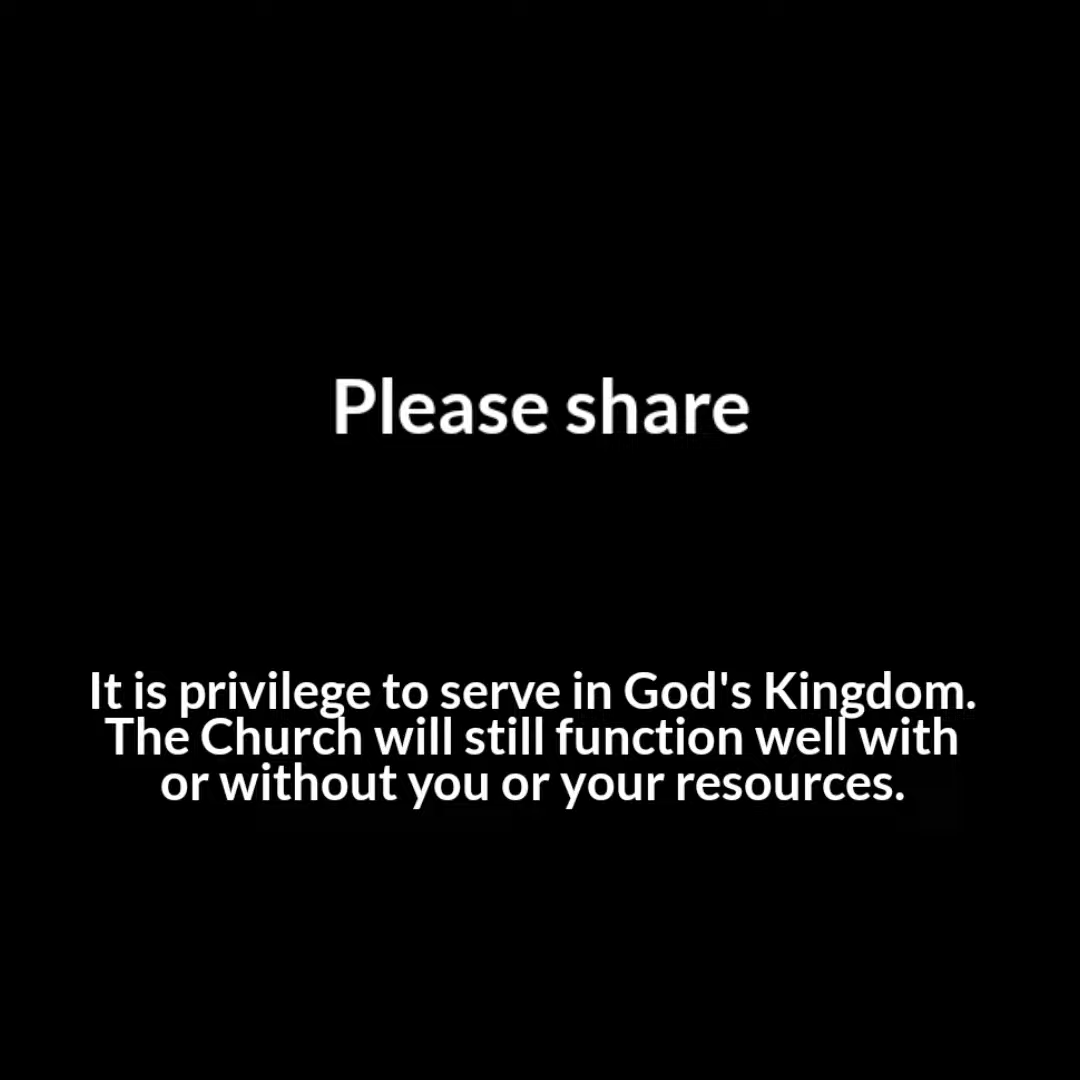 Please share
It is privilege to serve in God's Kingdom.
The Church will still function well with
or without you or your resources.